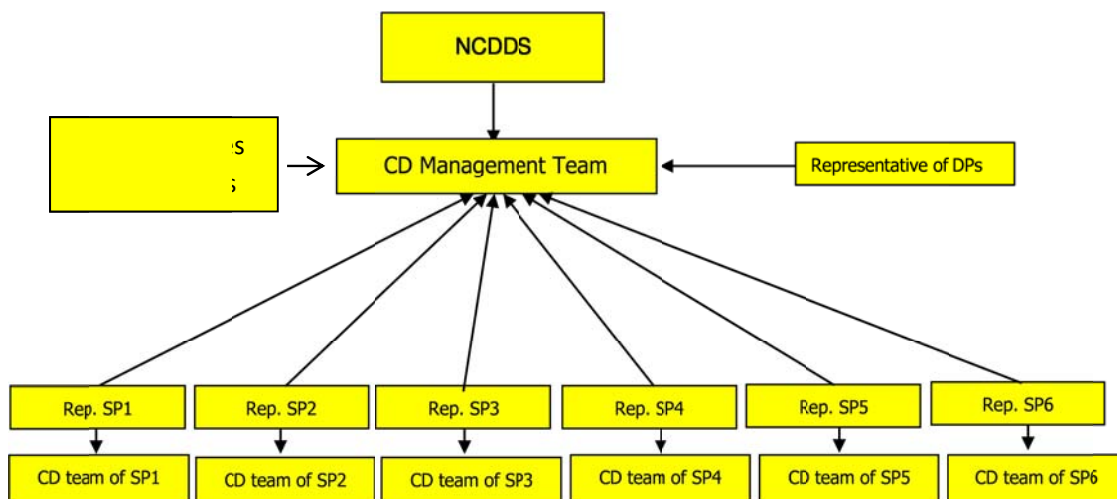 NCDDS
CD Management Team
Representative of DPs
Rep. SP1
Rep. SP2
Rep. SP3
Rep. SP4
Rep. SP5
Rep. SP6
CD team of SP1
CD team of SP2
CD team of SP3
CD team of SP4
CD team of SP5
CD team of SP6